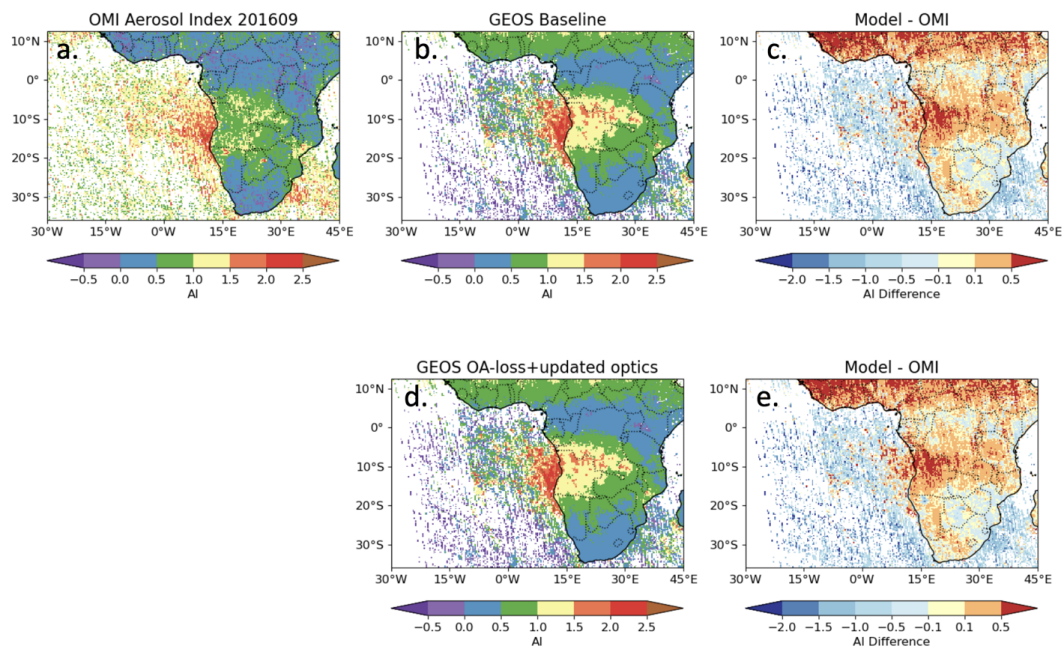 OMI Aerosol Index 201609
GEOS Baseline
Model - OMI
a.
b.
c.
10°N
0°
10°S
20°S
30°S
30°W 15°W 0°W 15°E 30°E 45°E
10°N
0°
10°S
20°S
30°S
30°W 15°W 0°W 15°E 30°E 45°E
10°N
0°
10°S
20°S
30°S
30°W 15°W 0°W 15°E 30°E 45°E
−0.5 0.0 0.5 1.0 1.5 2.0 2.5
AI
−0.5 0.0 0.5 1.0 1.5 2.0 2.5
AI
−2.0 −1.5 −1.0 −0.5 −0.1 0.1 0.5
AI Difference
GEOS OA-loss+updated optics
Model - OMI
d.
e.
10°N
0°
10°S
20°S
30°S
30°W 15°W 0°W 15°E 30°E 45°E
10°N
0°
10°S
20°S
30°S
30°W 15°W 0°W 15°E 30°E 45°E
−0.5 0.0 0.5 1.0 1.5 2.0 2.5
AI
−2.0 −1.5 −1.0 −0.5 −0.1 0.1 0.5
AI Difference